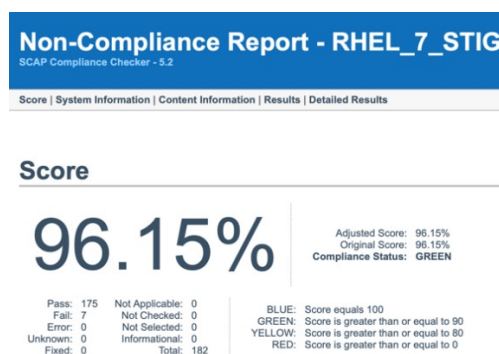 Non-Compliance Report - RHEL_7_STIG
SCAP Compliance Checker - 5.2
Score | System Information | Content Information | Results | Detailed Results
Score
96.15%
Adjusted Score: 96.15%
Original Score: 96.15%
Compliance Status: GREEN
Pass: 175 Not Applicable: 0
Fail: 7 Not Checked: 0
Error: 0 Not Selected: 0
Unknown: 0 Informational: 0
Fixed: 0 Total: 182
BLUE: Score equals 100
GREEN: Score is greater than or equal to 90
YELLOW: Score is greater than or equal to 80
RED: Score is greater than or equal to 0